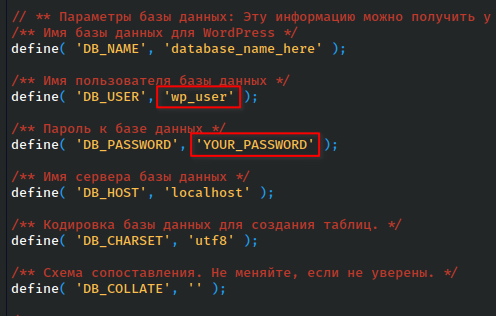 // ** Параметры базы данных: Эту информацию можно получить у
/** Имя базы данных для WordPress */
define( 'DB_NAME', 'database_name_here' );
/** Имя пользователя базы данных */
define( 'DB_USER', 'wp_user' );
/** Пароль к базе данных */
define( 'DB_PASSWORD', 'YOUR_PASSWORD' );
/** Имя сервера базы данных */
define( 'DB_HOST', 'localhost' );
/** Кодировка базы данных для создания таблиц. */
define( 'DB_CHARSET', 'utf8' );
/** Схема сопоставления. Не меняйте, если не уверены. */
define( 'DB_COLLATE', '' );